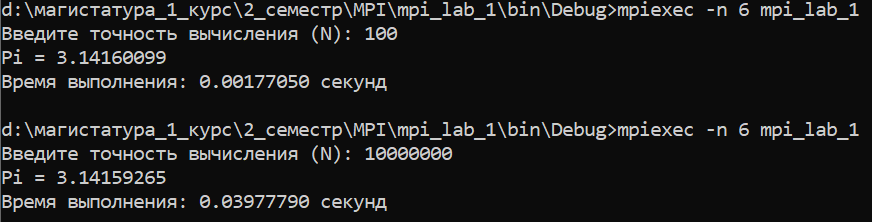 d:\магистатура_1_курс\2_семестр\MPI\mpi_lab_1\bin\Debug>mpiexec -n 6 mpi_lab_1
Введите точность вычисления (N): 100
Pi = 3.14160099
Время выполнения: 0.00177050 секунд
d:\магистатура_1_курс\2_семестр\MPI\mpi_lab_1\bin\Debug>mpiexec -n 6 mpi_lab_1
Введите точность вычисления (N): 10000000
Pi = 3.14159265
Время выполнения: 0.03977790 секунд